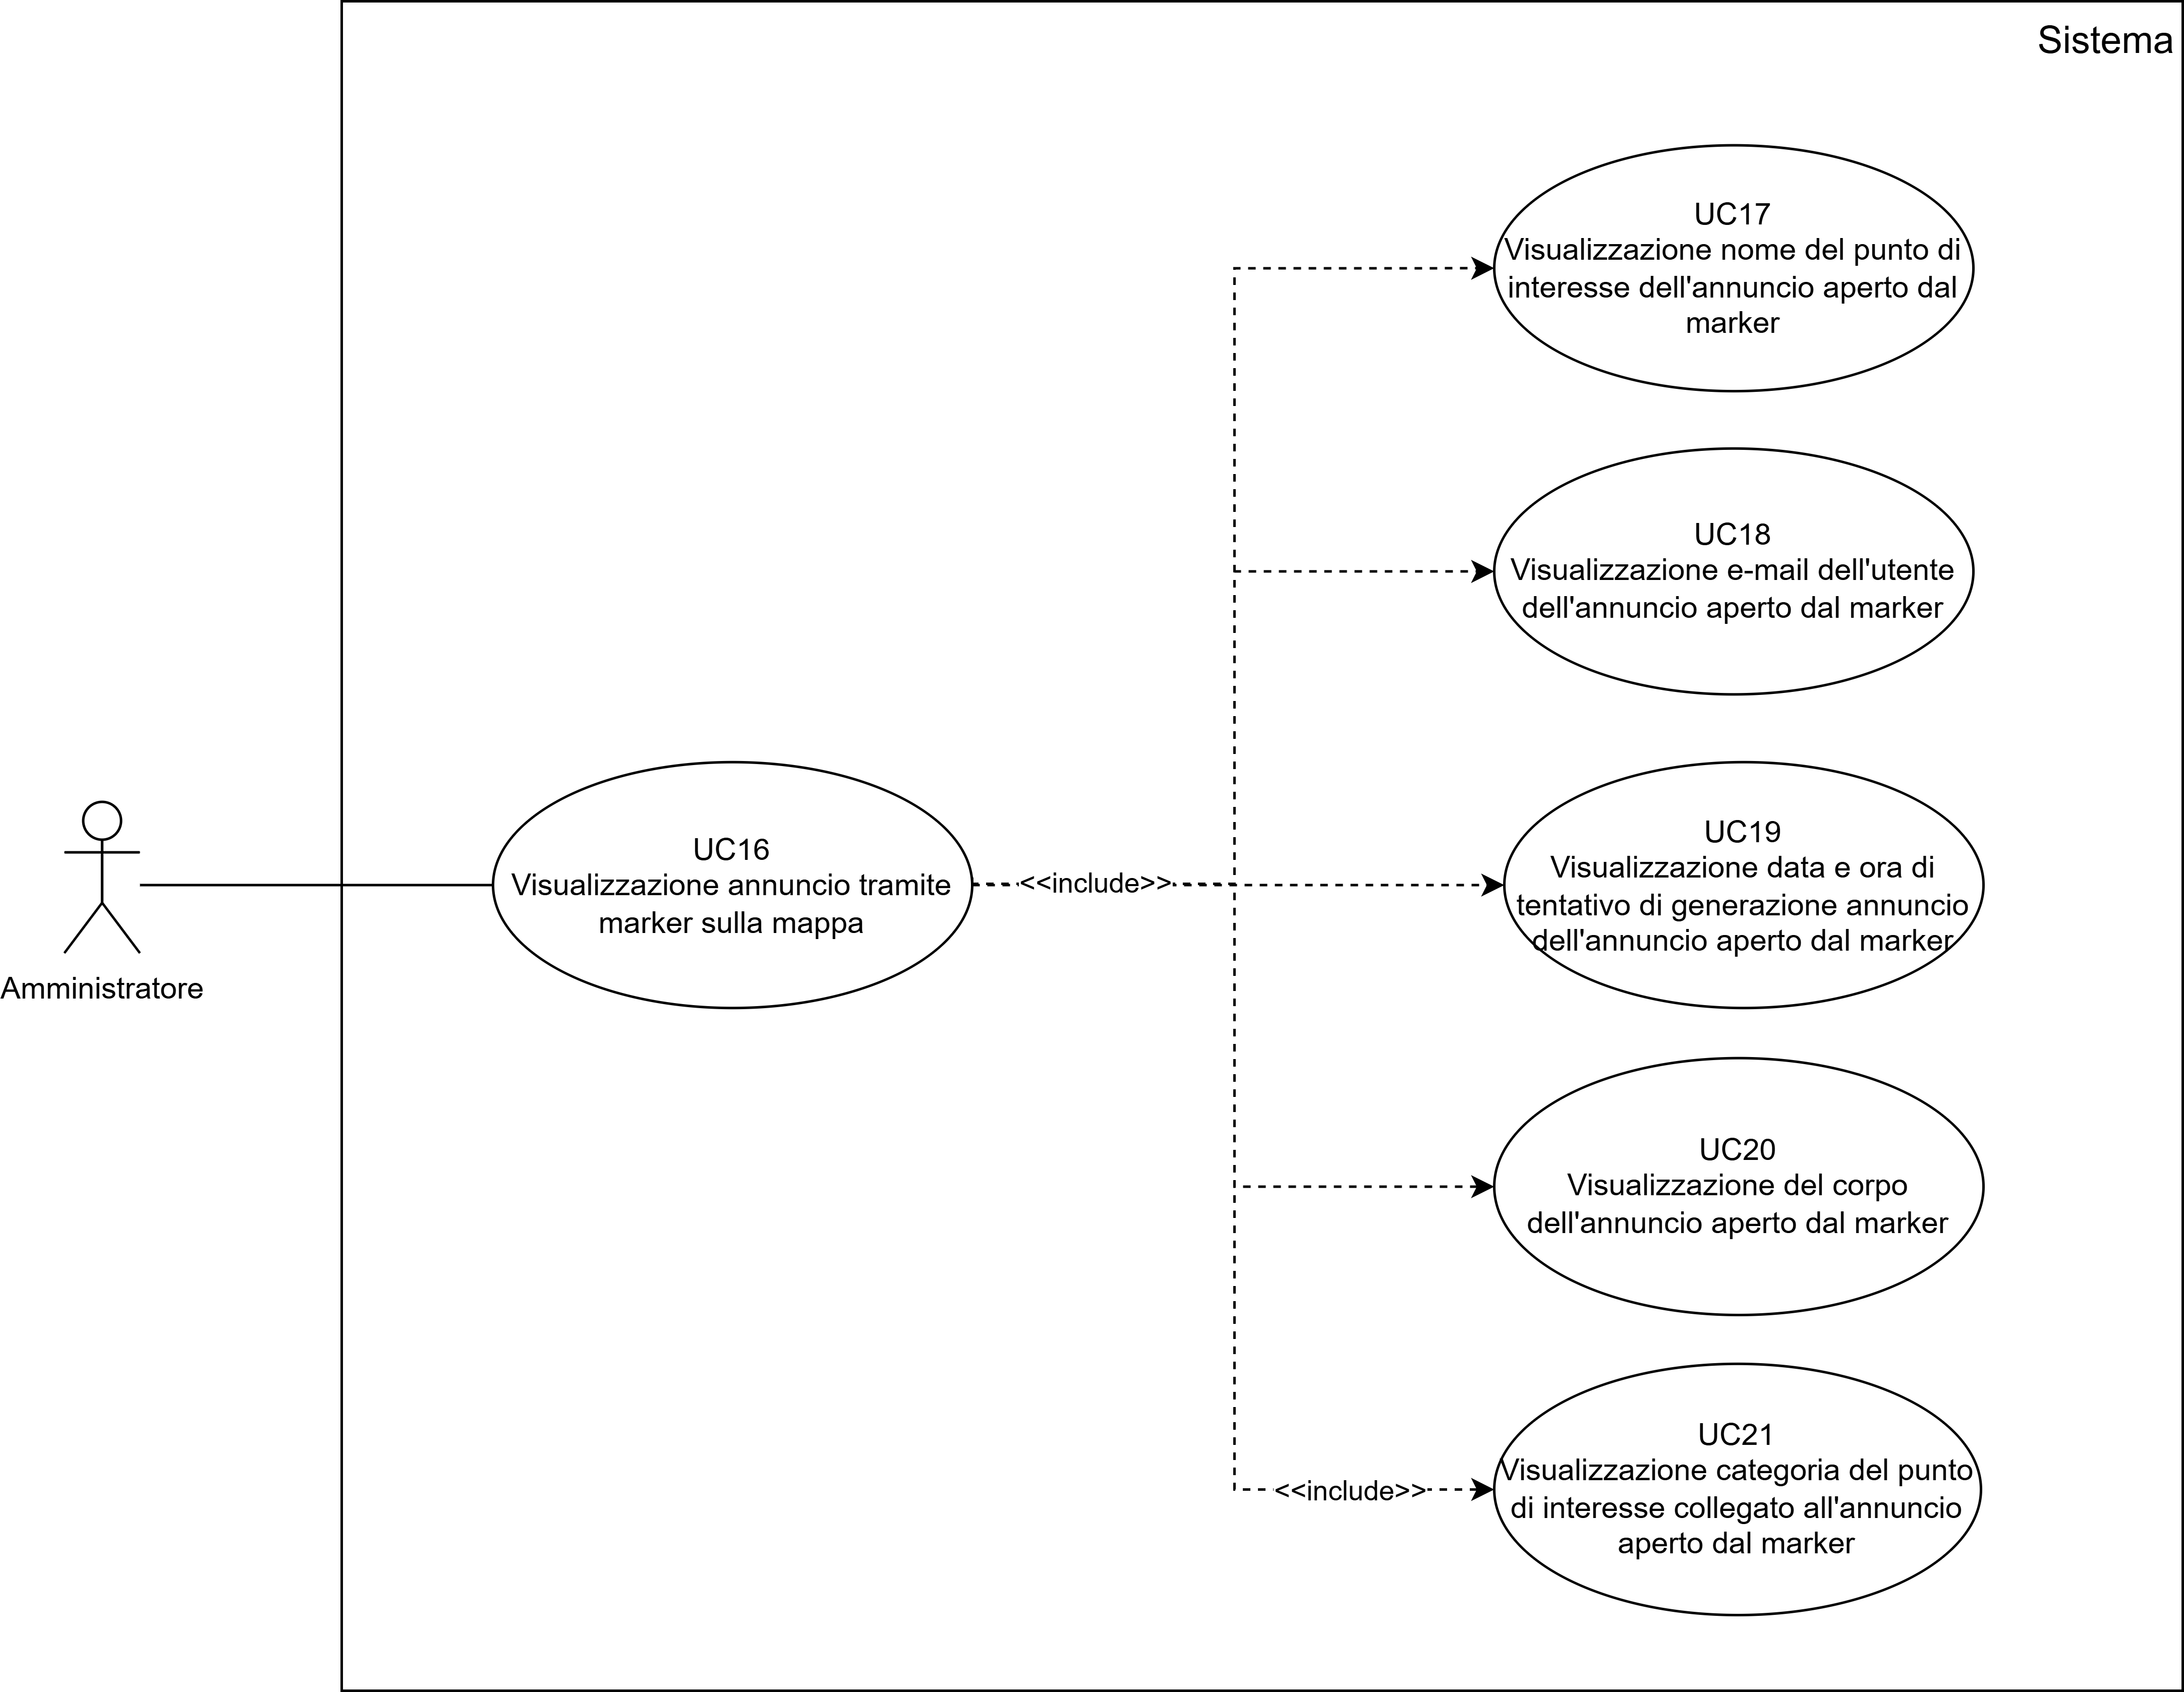 Sistema
UC17
Visualizzazione nome del punto di
interesse dell'annuncio aperto dal
marker
UC18
Visualizzazione e-mail dell'utente
dell'annuncio aperto dal marker
Amministratore
UC16
Visualizzazione annuncio tramite
marker sulla mappa
<<include>>
UC19
Visualizzazione data e ora di
tentativo di generazione annuncio
dell'annuncio aperto dal marker
UC20
Visualizzazione del corpo
dell'annuncio aperto dal marker
<<include>>
UC21
Visualizzazione categoria del punto
di interesse collegato all'annuncio
aperto dal marker